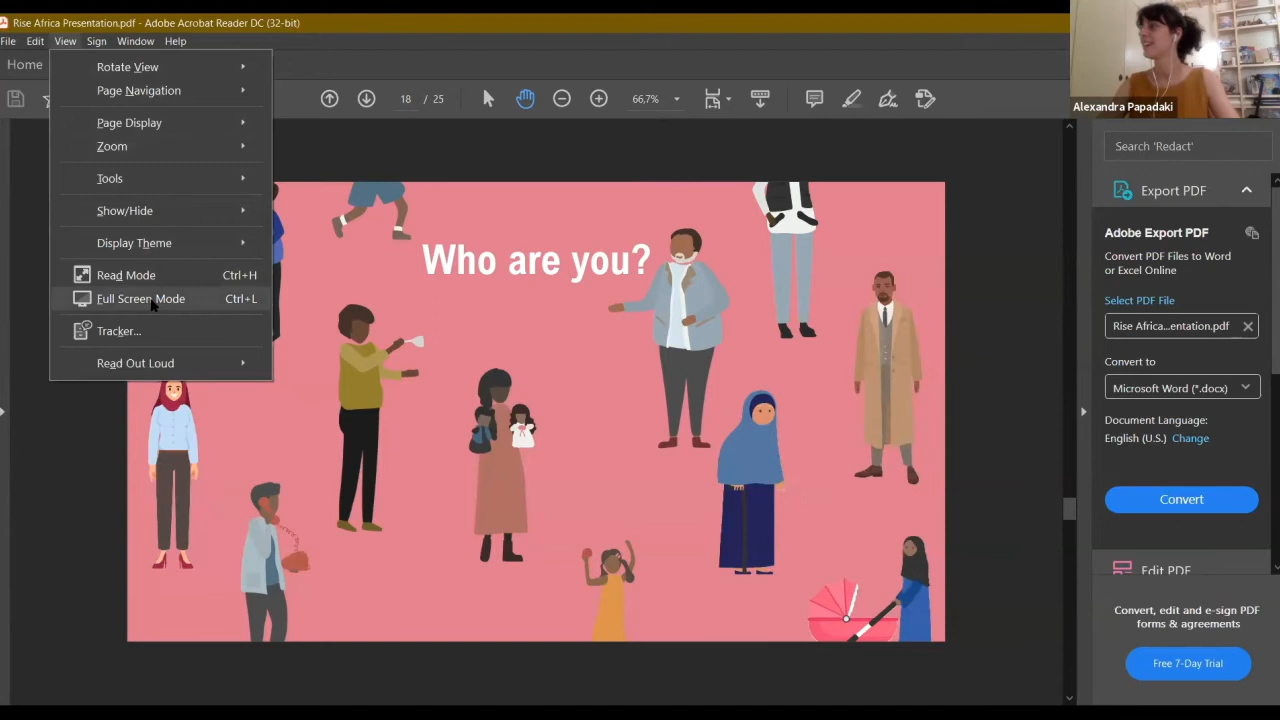 Rise Africa Presentation.pdf - Adobe Acrobat Reader DC (32-bit)
File Edit View Sign Window Help
Home
18 / 25
66,7%
Rotate View
Page Navigation
Page Display
Zoom
Tools
Show/Hide
Display Theme
Read Mode Ctrl+H
Full Screen Mode Ctrl+L
Tracker...
Read Out Loud
Who are you?
Alexandra Papadaki
Search 'Redact'
Export PDF
Adobe Export PDF
Convert PDF Files to Word
or Excel Online
Select PDF File
Rise Africa...entation.pdf
Convert to
Microsoft Word (*.docx)
Document Language:
English (U.S.) Change
Convert
Edit PDF
Convert, edit and e-sign PDF
forms & agreements
Free 7-Day Trial